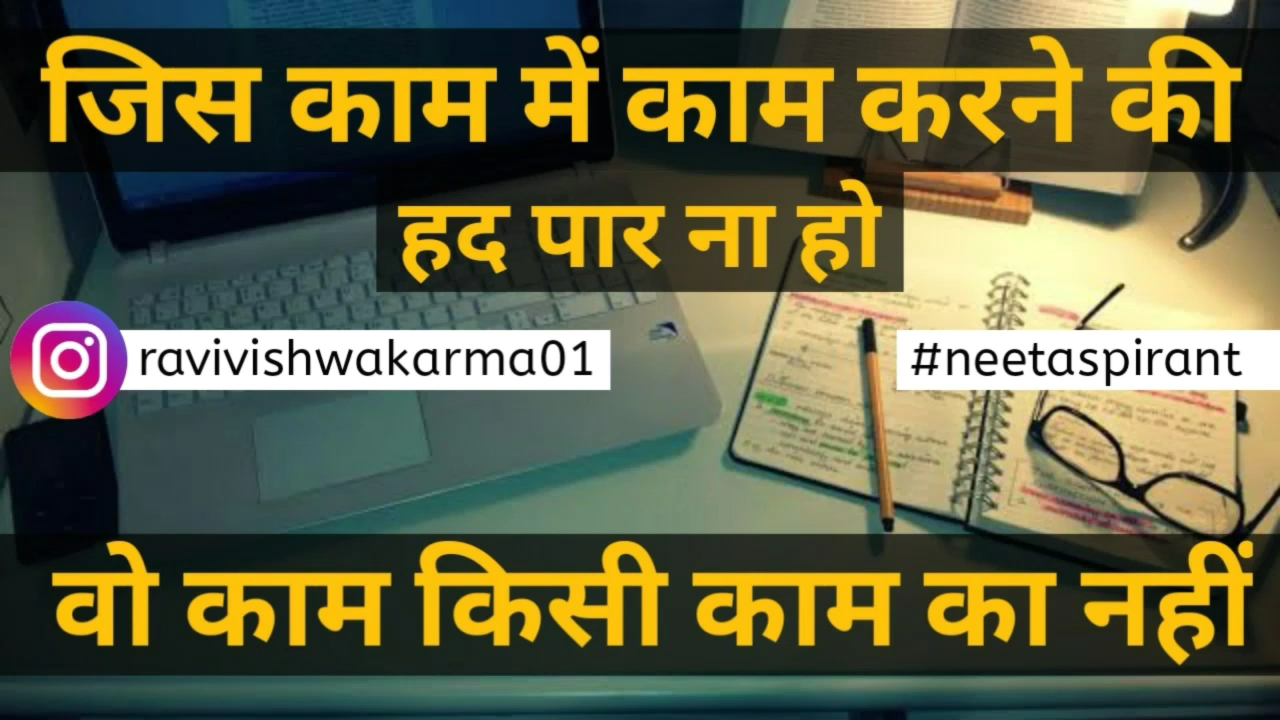 जिस काम में काम करने की
हद पार ना हो
ravivishwakarma01
#neetaspirant
वो काम किसी काम का नहीं